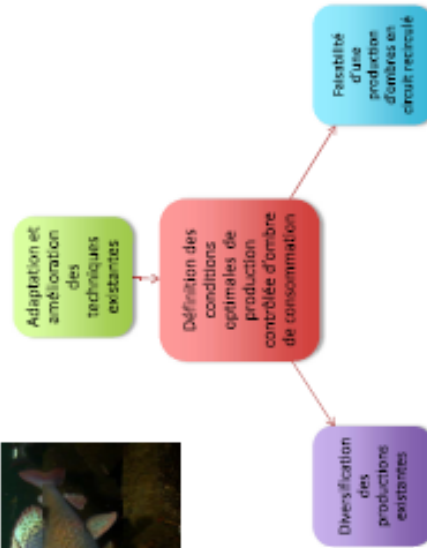 Adaptation et
amélioration
des
techniques
existantes
Définition des
conditions
optimales de
production
contrôlée d'ombre
de consommation
Diversification
des
productions
existantes
Faisabilité
d'une
production
d'ombres en
circuit recirculé